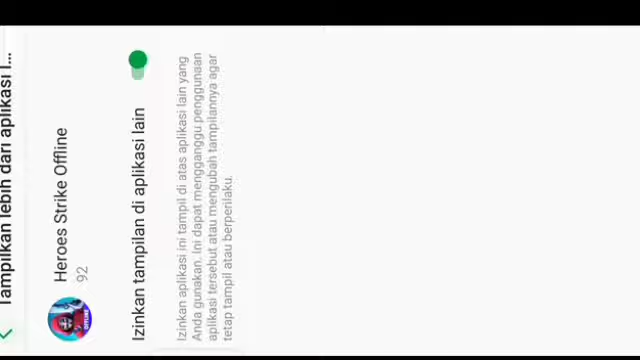 Tampilkan lebih dari aplikasi l...
Heroes Strike Offline
92
Izinkan tampilan di aplikasi lain
Izinkan aplikasi ini tampil di atas aplikasi lain yang
Anda gunakan. Ini dapat mengganggu penggunaan
aplikasi tersebut atau mengubah tampilannya agar
tetap tampil atau berperilaku.
OFFLINE